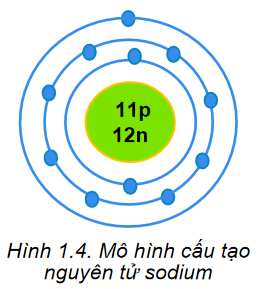 11p
12n
Hình 1.4. Mô hình cấu tạo
nguyên tử sodium